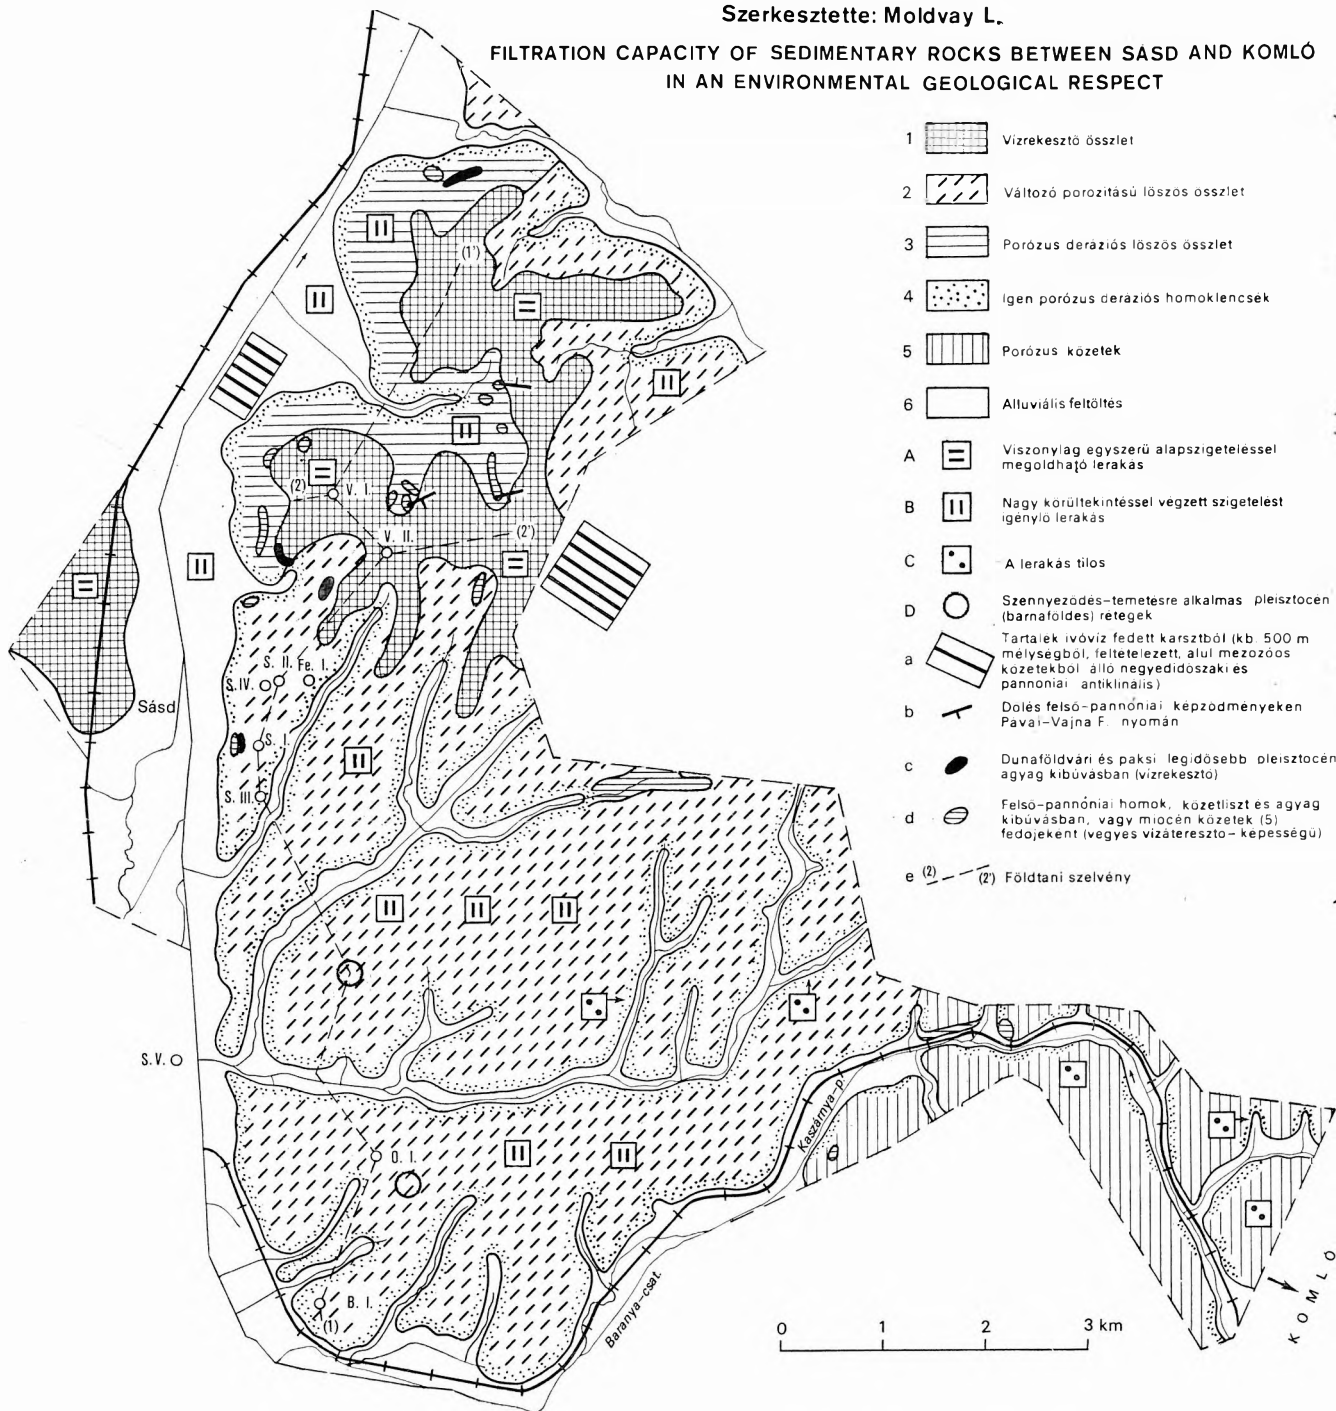 Szerkesztette: Moldvay L.
FILTRATION CAPACITY OF SEDIMENTARY ROCKS BETWEEN SÁSD AND KOMLÓ
IN AN ENVIRONMENTAL GEOLOGICAL RESPECT
1 Vízrekesztő összlet
2 Változó porozitású löszös összlet
3 Porózus deráziós löszös összlet
4 Igen porózus deráziós homoklencsék
5 Porózus kőzetek
6 Alluviális feltöltés
A Viszonylag egyszerű alapszigeteléssel
megoldható lerakás
B Nagy körültekintéssel végzett szigetelést
igénylő lerakás
C A lerakás tilos
D Szennyeződés-temetésre alkalmas pleisztocén
(barnaföldes) rétegek
a Tartalék ivóvíz fedett karsztból (kb. 500 m
mélységből, feltételezett, alul mezozóos
kőzetekből álló negyedidőszaki és
pannoniai antiklinális)
b Dőlés felső-pannóniai képződményeken
Pávai-Vajna F. nyomán
c Dunaföldvári és paksi legidősebb pleisztocén
agyag kibúvásban (vízrekesztő)
d Felső-pannóniai homok, kőzetliszt és agyag
kibúvásban, vagy miocén kőzetek (5)
fedőjeként (vegyes vízáteresztő-képességű)
e (2) (2') Földtani szelvény
(1')
(2)
V. I.
V. II.
(2')
S. II.
Fe. I.
S. IV.
Sásd
S. I.
S. III.
S.V.
Kaszárnya-p.
O. I.
B. I.
(1)
Baranya-csat.
KOMLÓ
0 1 2 3 km